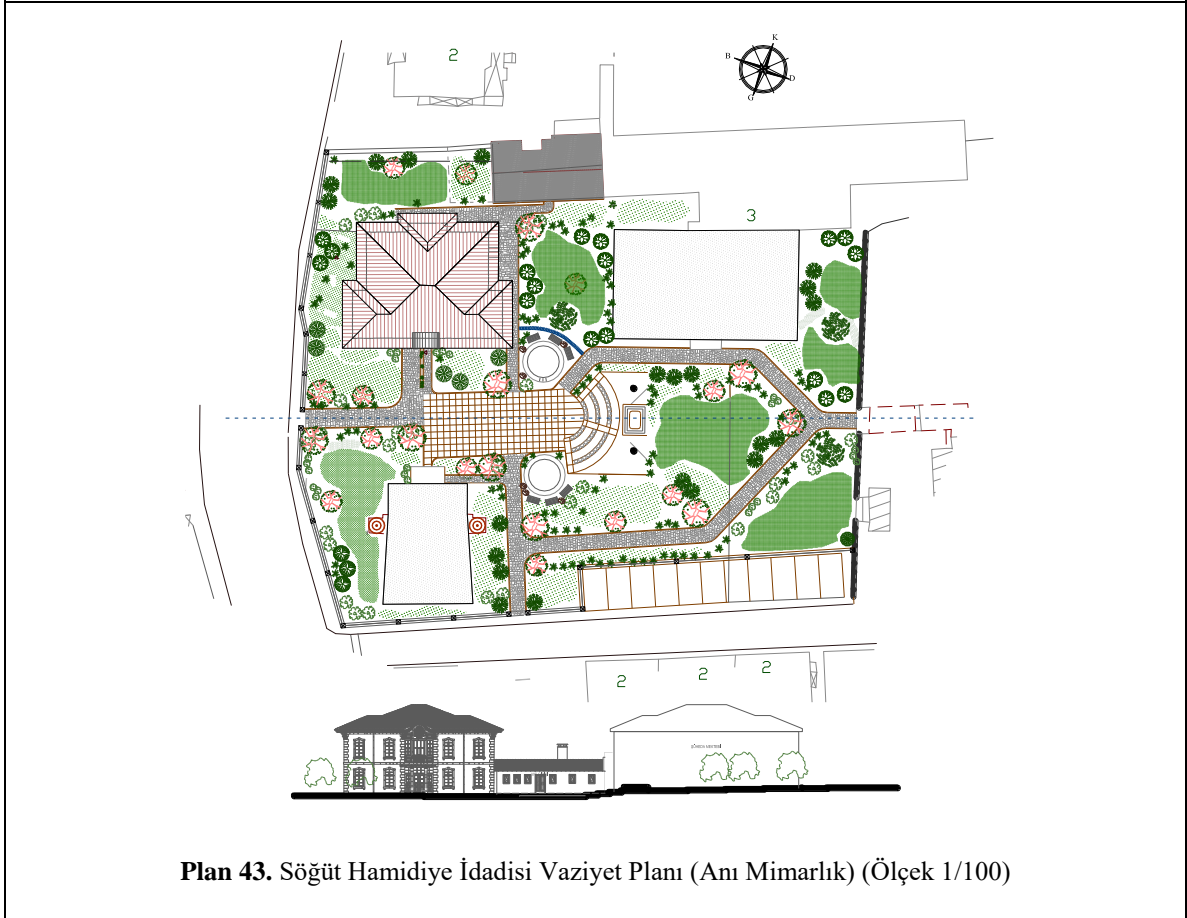 2
K
B
D
G
3
2
2
2
Plan 43. Söğüt Hamidiye İdadisi Vaziyet Planı (Anı Mimarlık) (Ölçek 1/100)